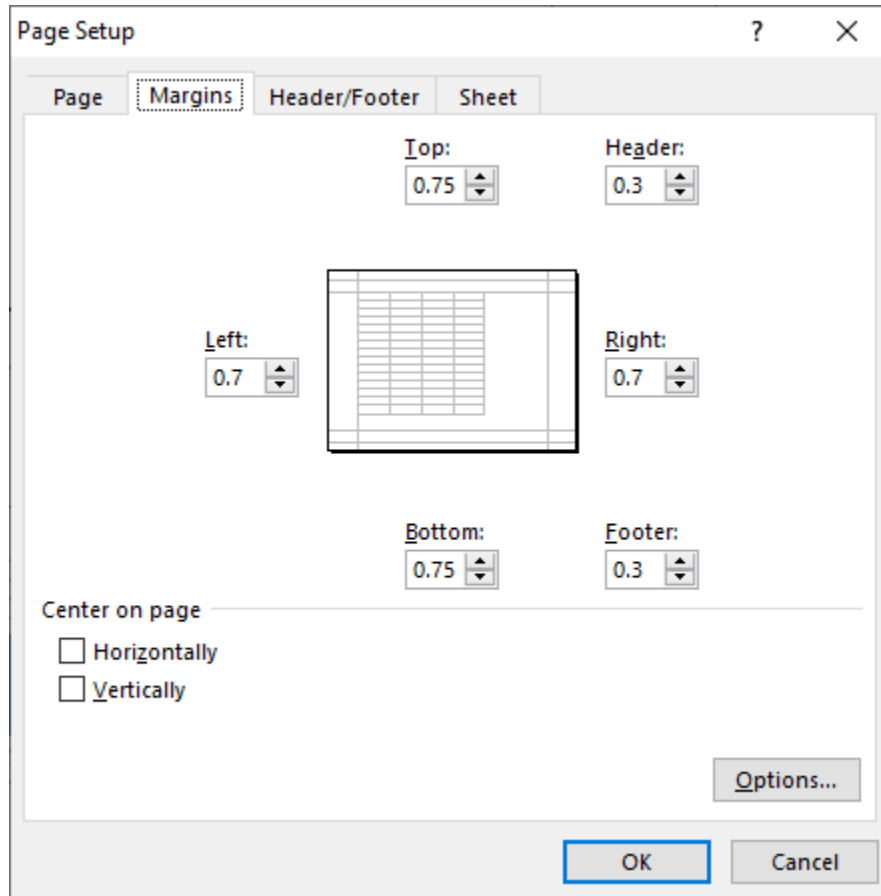 Page Setup ? ×
Page Margins Header/Footer Sheet
Top: Header:
0.75 0.3
Left: Right:
0.7 0.7
Bottom: Footer:
0.75 0.3
Center on page
Horizontally
Vertically
Options...
OK Cancel